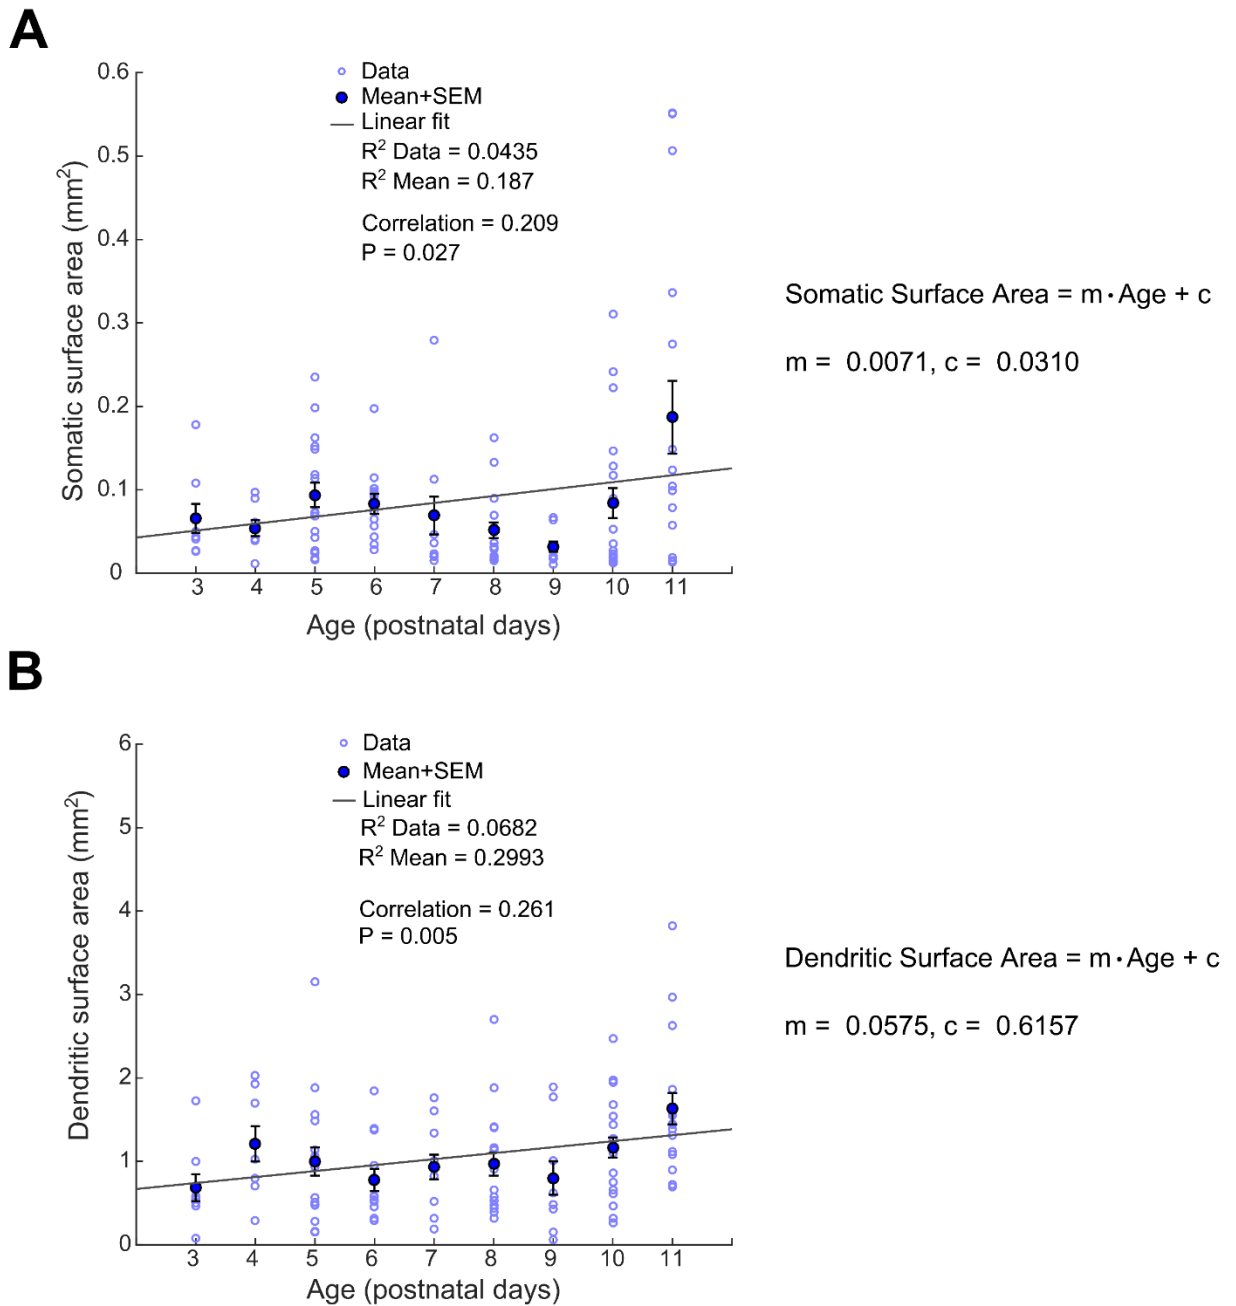 A
Data
Mean+SEM
Linear fit
R² Data = 0.0435
R² Mean = 0.187
Correlation = 0.209
P = 0.027
Somatic surface area (mm²)
0.6
0.5
0.4
0.3
0.2
0.1
0
3 4 5 6 7 8 9 10 11
Age (postnatal days)
Somatic Surface Area = m·Age + c
m = 0.0071, c = 0.0310
B
Data
Mean+SEM
Linear fit
R² Data = 0.0682
R² Mean = 0.2993
Correlation = 0.261
P = 0.005
Dendritic surface area (mm²)
6
5
4
3
2
1
0
3 4 5 6 7 8 9 10 11
Age (postnatal days)
Dendritic Surface Area = m·Age + c
m = 0.0575, c = 0.6157